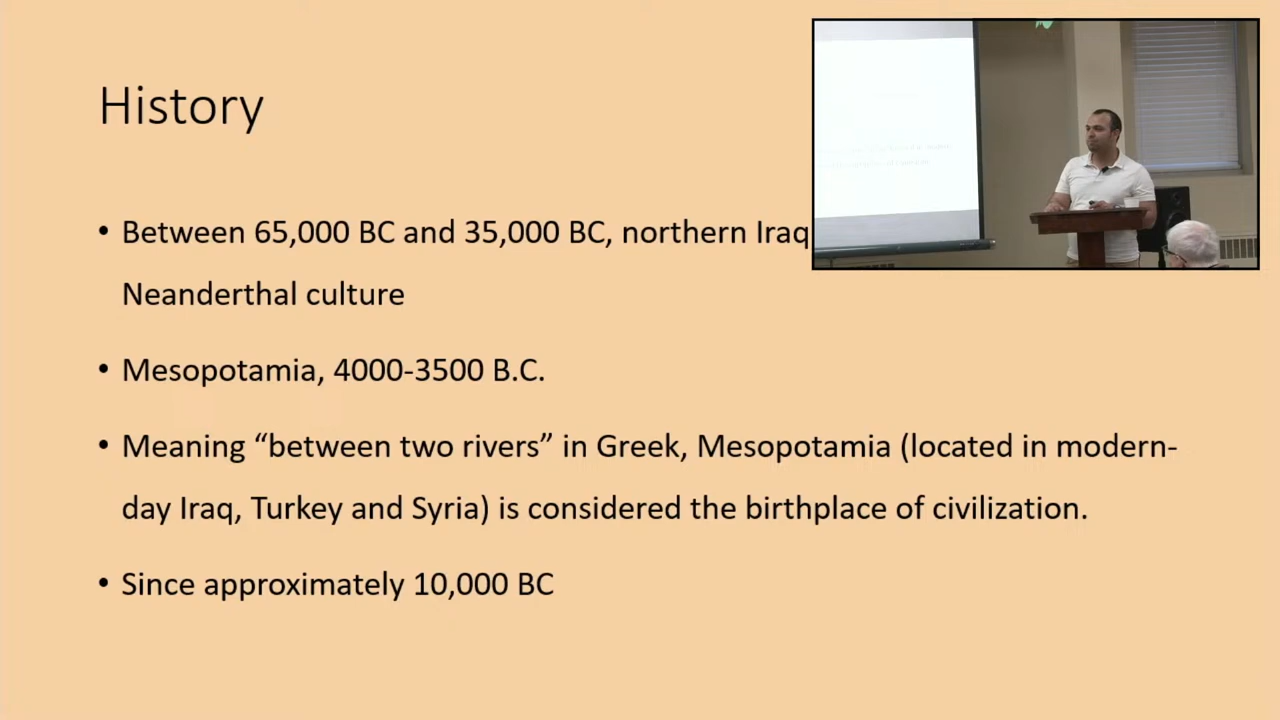 History
• Between 65,000 BC and 35,000 BC, northern Iraq
Neanderthal culture
• Mesopotamia, 4000-3500 B.C.
• Meaning “between two rivers” in Greek, Mesopotamia (located in modern-
day Iraq, Turkey and Syria) is considered the birthplace of civilization.
• Since approximately 10,000 BC